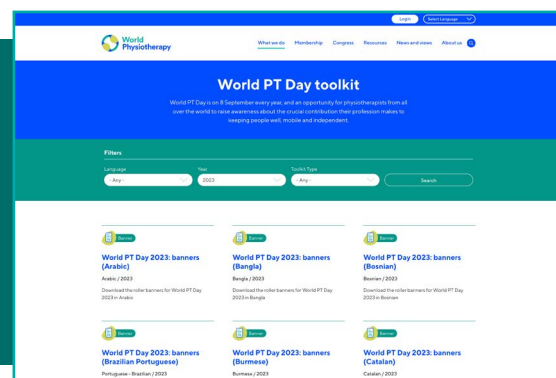 Login
Select Language
World
Physiotherapy
What we do Membership Congress Resources News and views About us
World PT Day toolkit
World PT Day is on 8 September every year, and an opportunity for physiotherapists from all
over the world to raise awareness about the crucial contribution their profession makes to
keeping people well, mobile and independent.
Filters
Language Year Toolkit Type
- Any - 2023 - Any - Search
Banner Banner Banner
World PT Day 2023: banners
(Arabic)
Arabic / 2023
Download the roller banners for World PT Day
2023 in Arabic
World PT Day 2023: banners
(Bangla)
Bangla / 2023
Download the roller banners for World PT Day
2023 in Bangla
World PT Day 2023: banners
(Bosnian)
Bosnian / 2023
Download the roller banners for World PT Day
2023 in Bosnian
Banner Banner Banner
World PT Day 2023: banners
(Brazilian Portuguese)
Portuguese - Brazilian / 2023
World PT Day 2023: banners
(Burmese)
Burmese / 2023
World PT Day 2023: banners
(Catalan)
Catalan / 2023